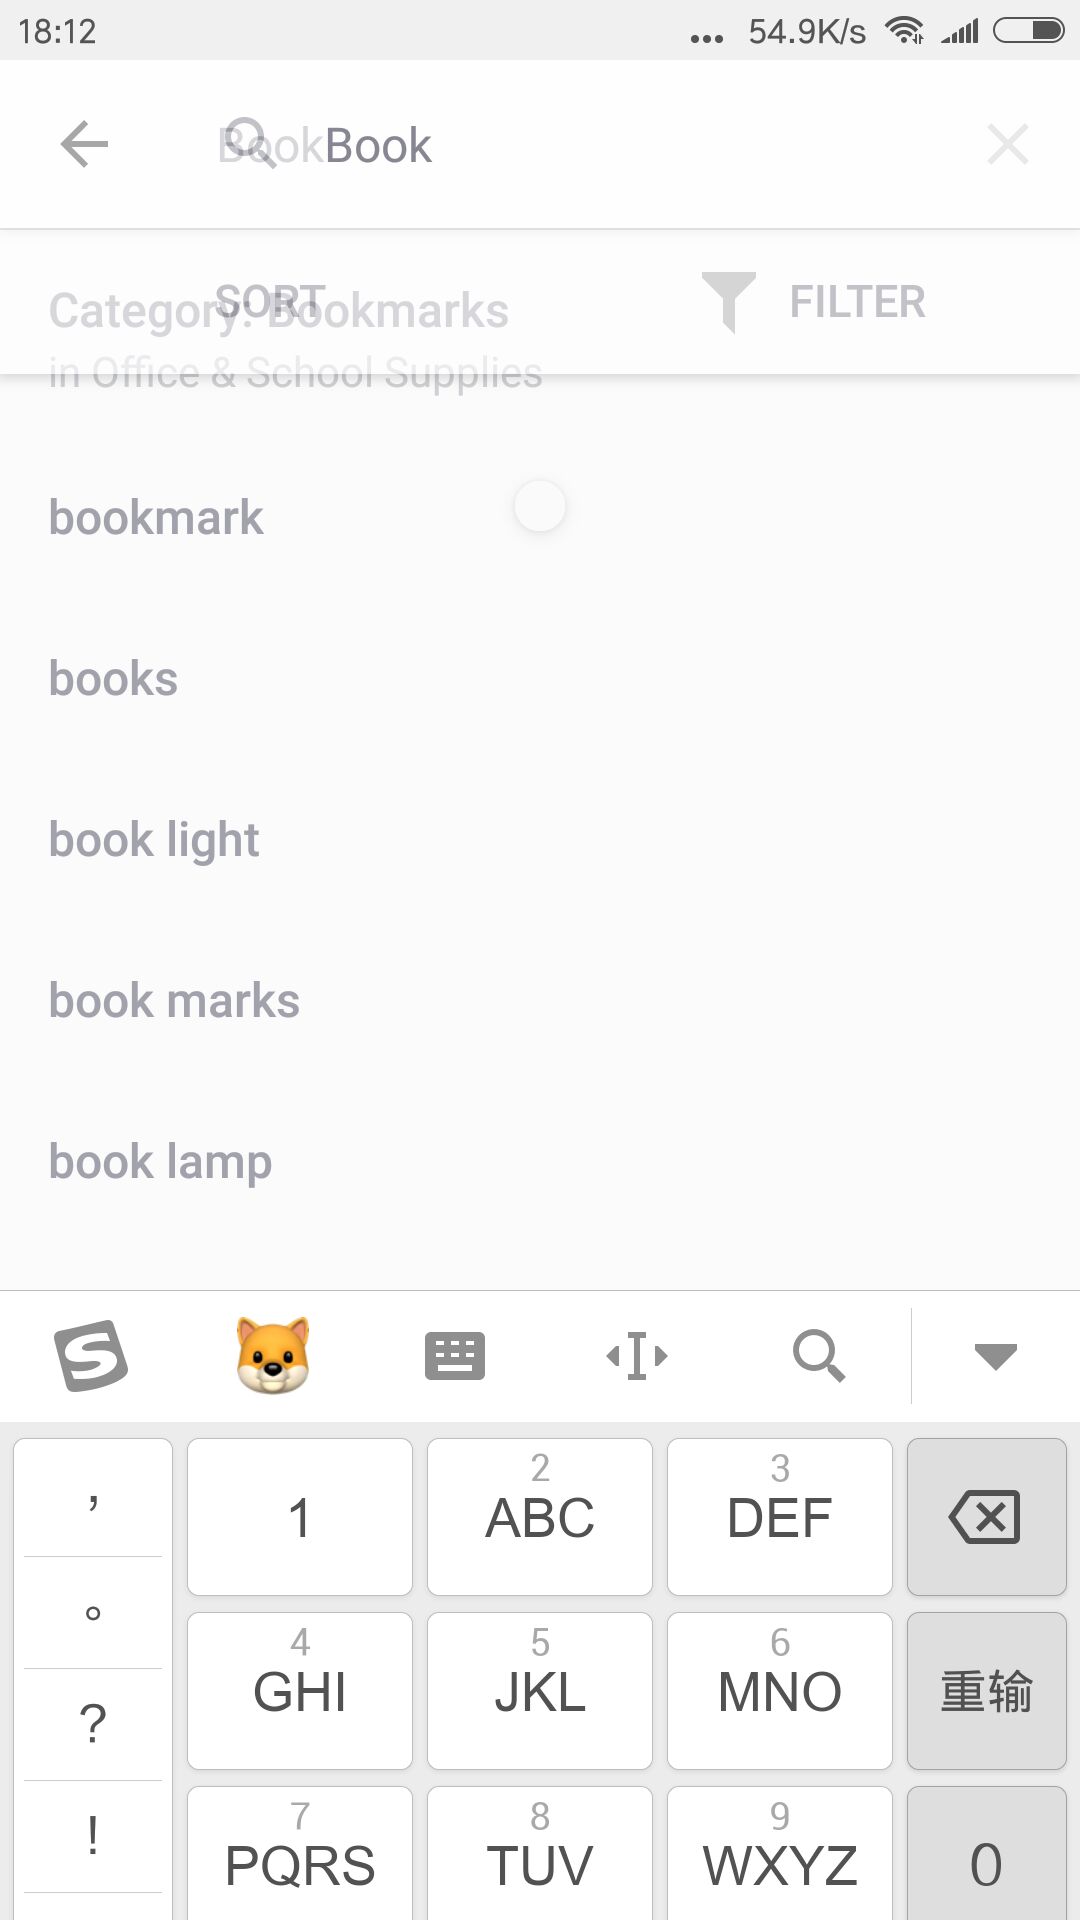 18:12 ... 54.9K/s
BookBook
SORT FILTER
Category: Bookmarks
in Office & School Supplies
bookmark
books
book light
book marks
book lamp
S
, 1 2 ABC 3 DEF
。 4 GHI 5 JKL 6 MNO 重输
?
! 7 PQRS 8 TUV 9 WXYZ 0